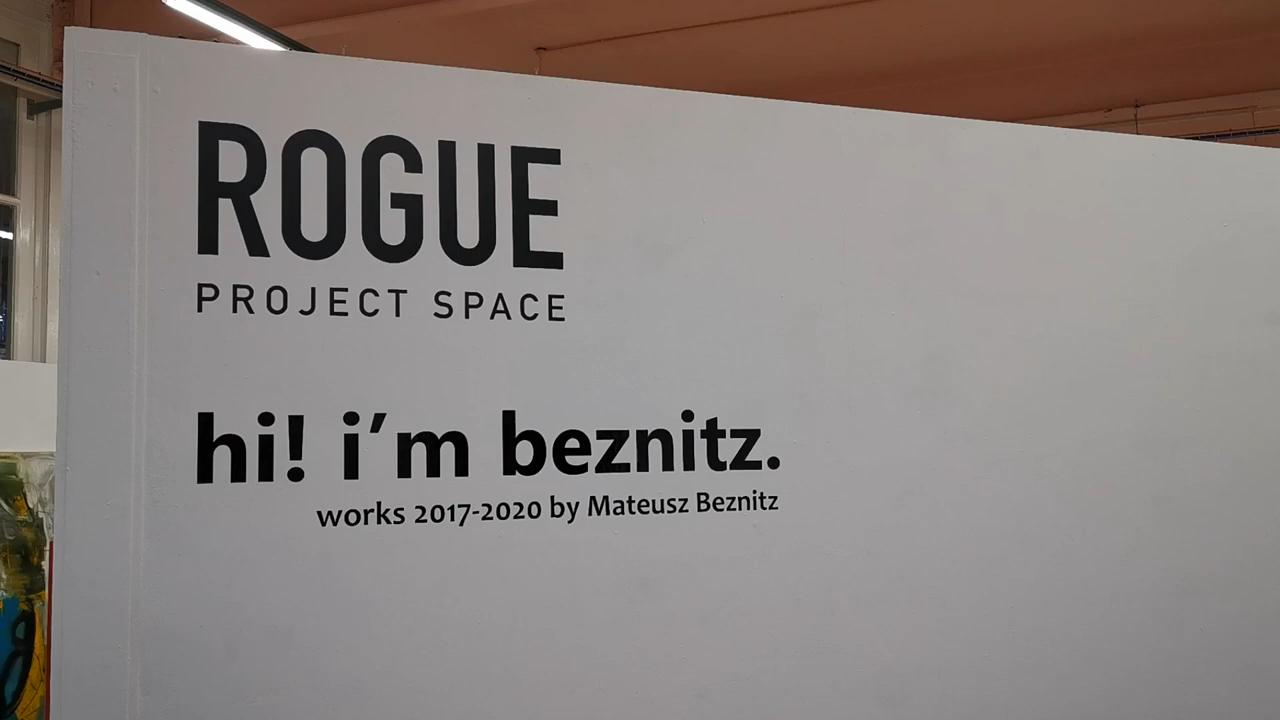 ROGUE
PROJECT SPACE
hi! i’m beznitz.
works 2017-2020 by Mateusz Beznitz